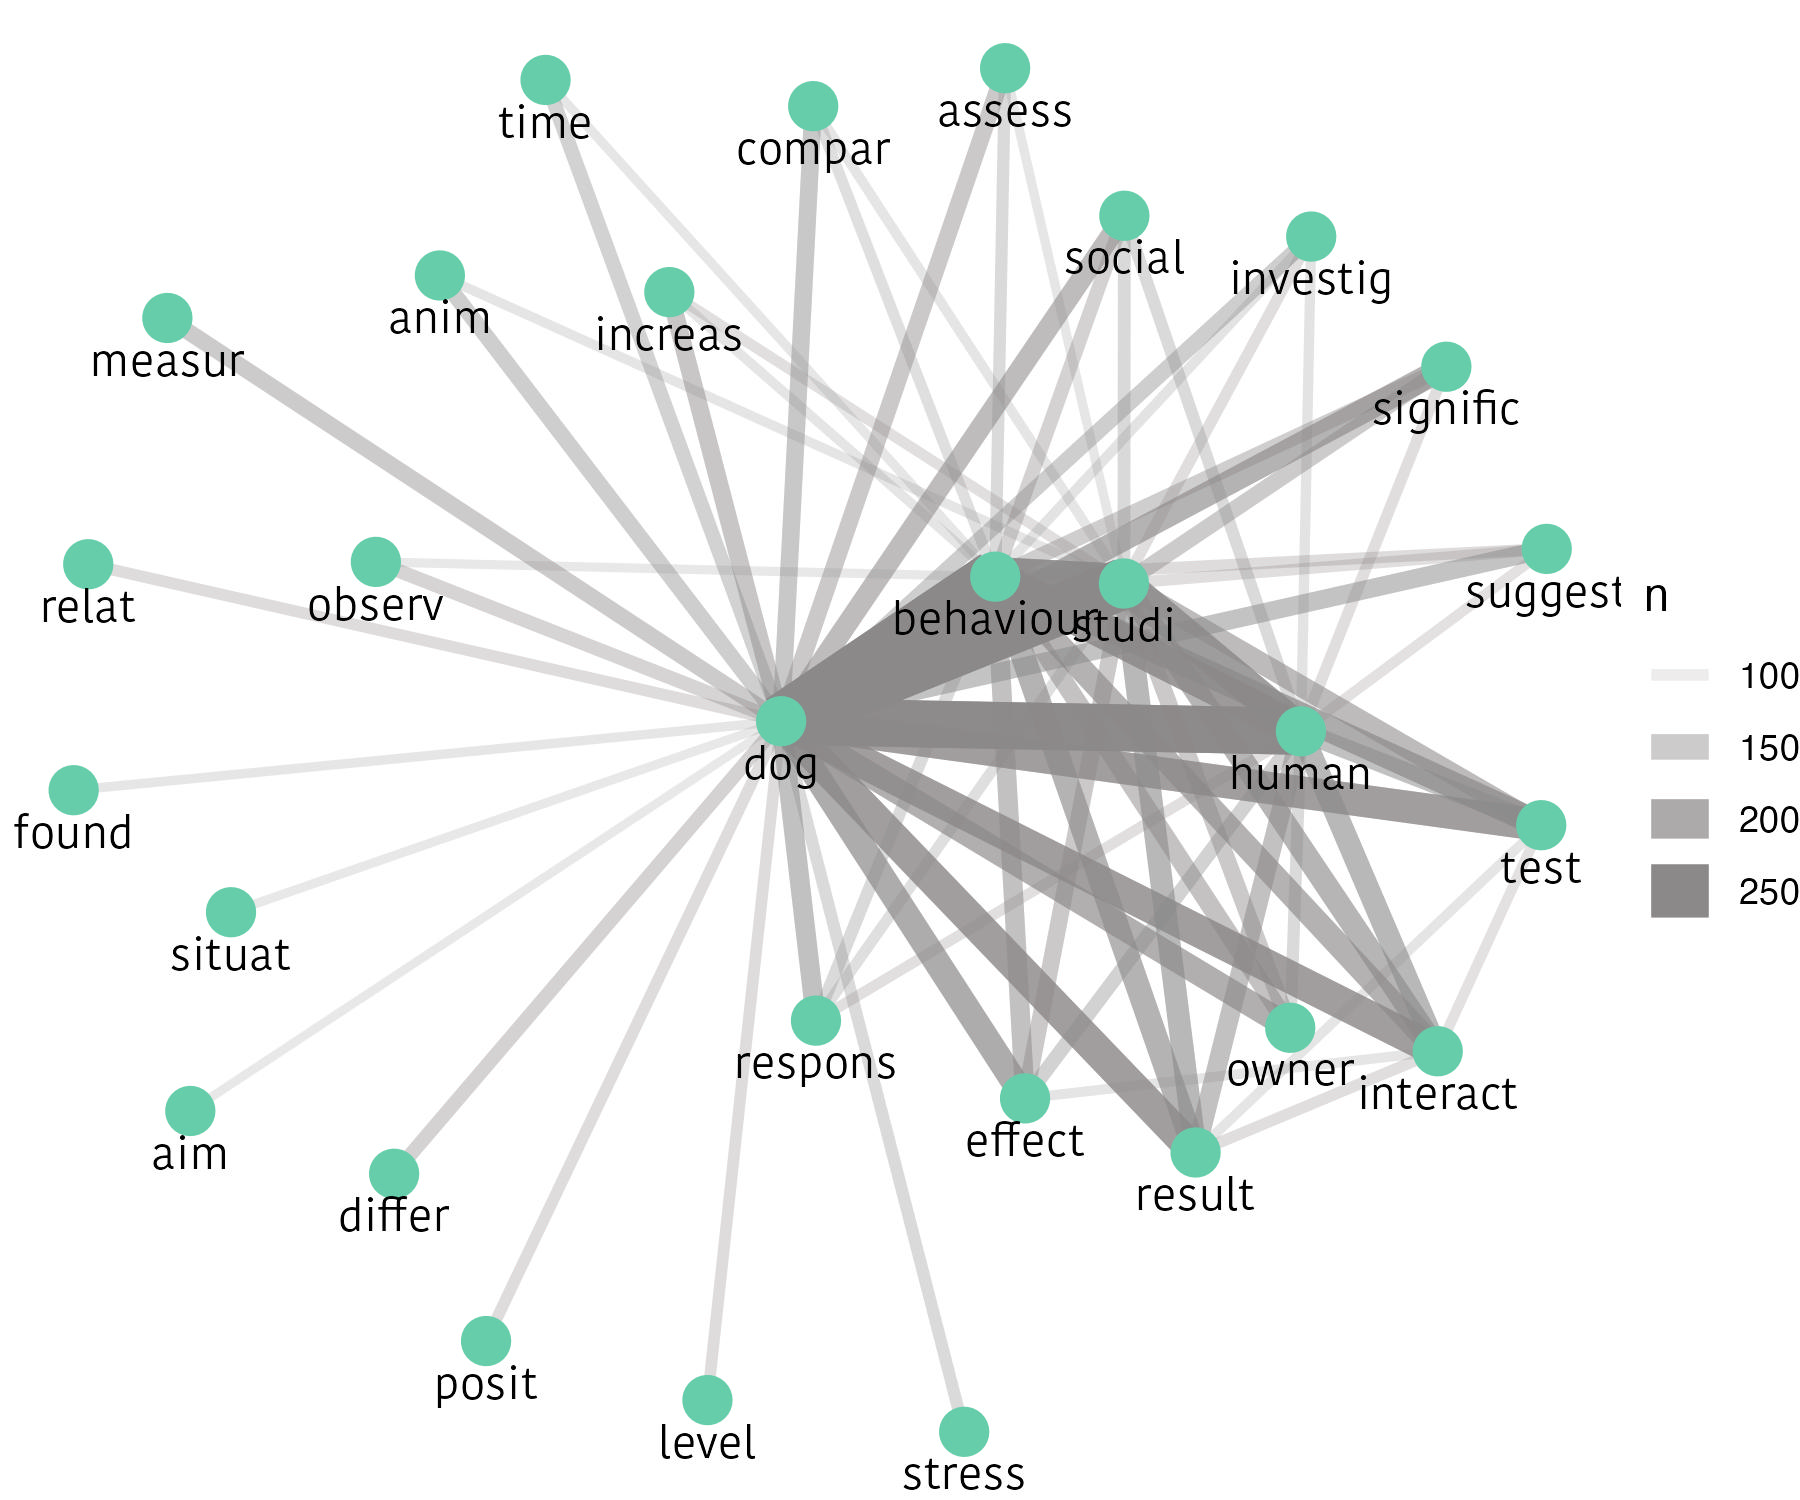 time
compar
assess
social
investig
anim
increas
measur
signific
relat
observ
behaviour
studi
suggest
n
100
150
200
250
dog
human
found
test
situat
respons
owner
interact
effect
aim
result
differ
posit
level
stress